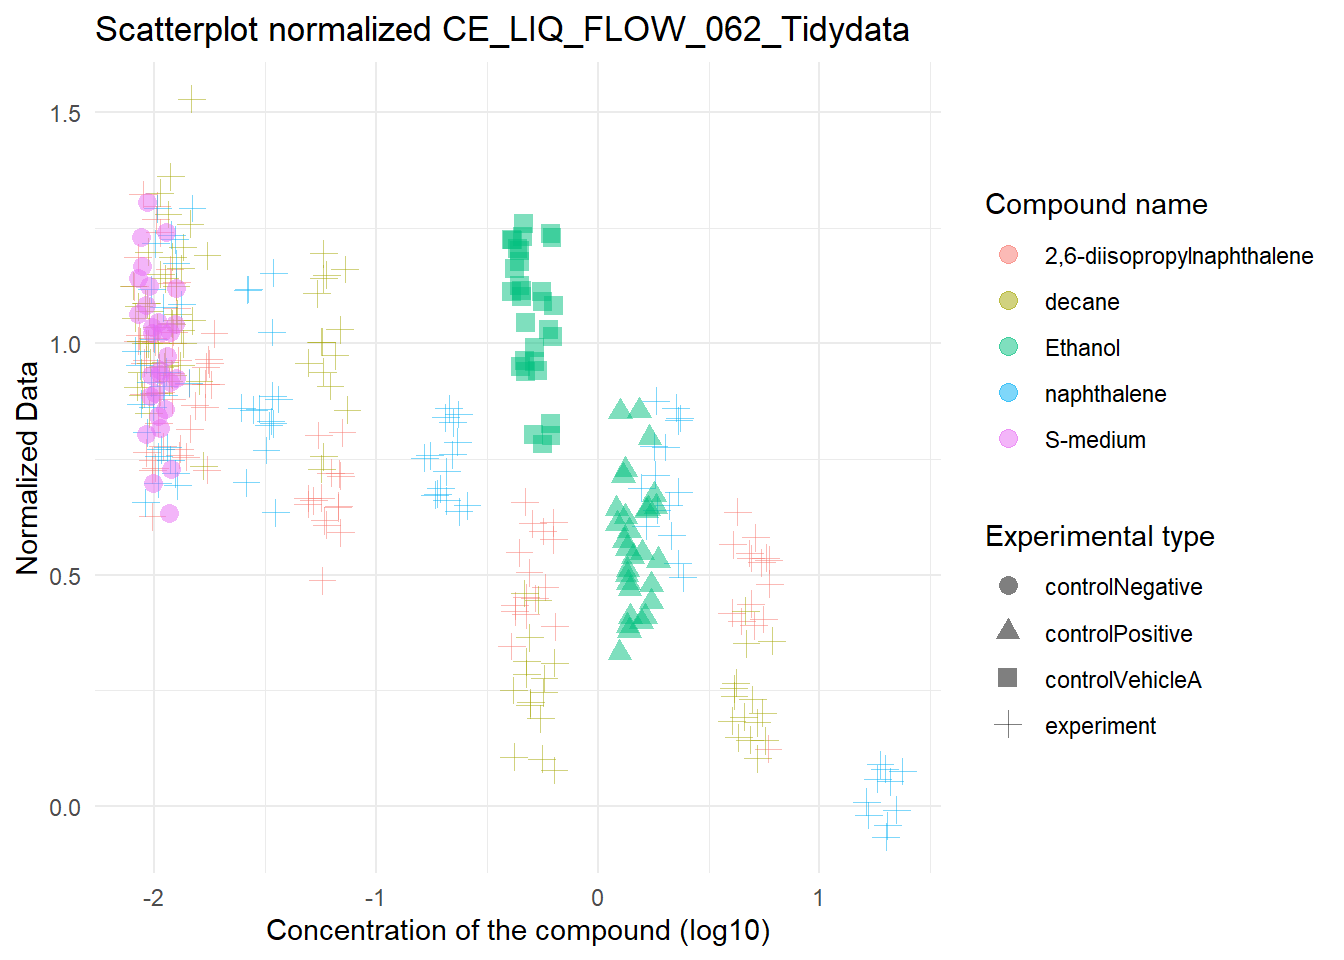 Scatterplot normalized CE_LIQ_FLOW_062_Tidydata
1.5
1.0
0.5
0.0
Normalized Data
-2
-1
0
1
Concentration of the compound (log10)
Compound name
2,6-diisopropylnaphthalene
decane
Ethanol
naphthalene
S-medium
Experimental type
controlNegative
controlPositive
controlVehicleA
experiment